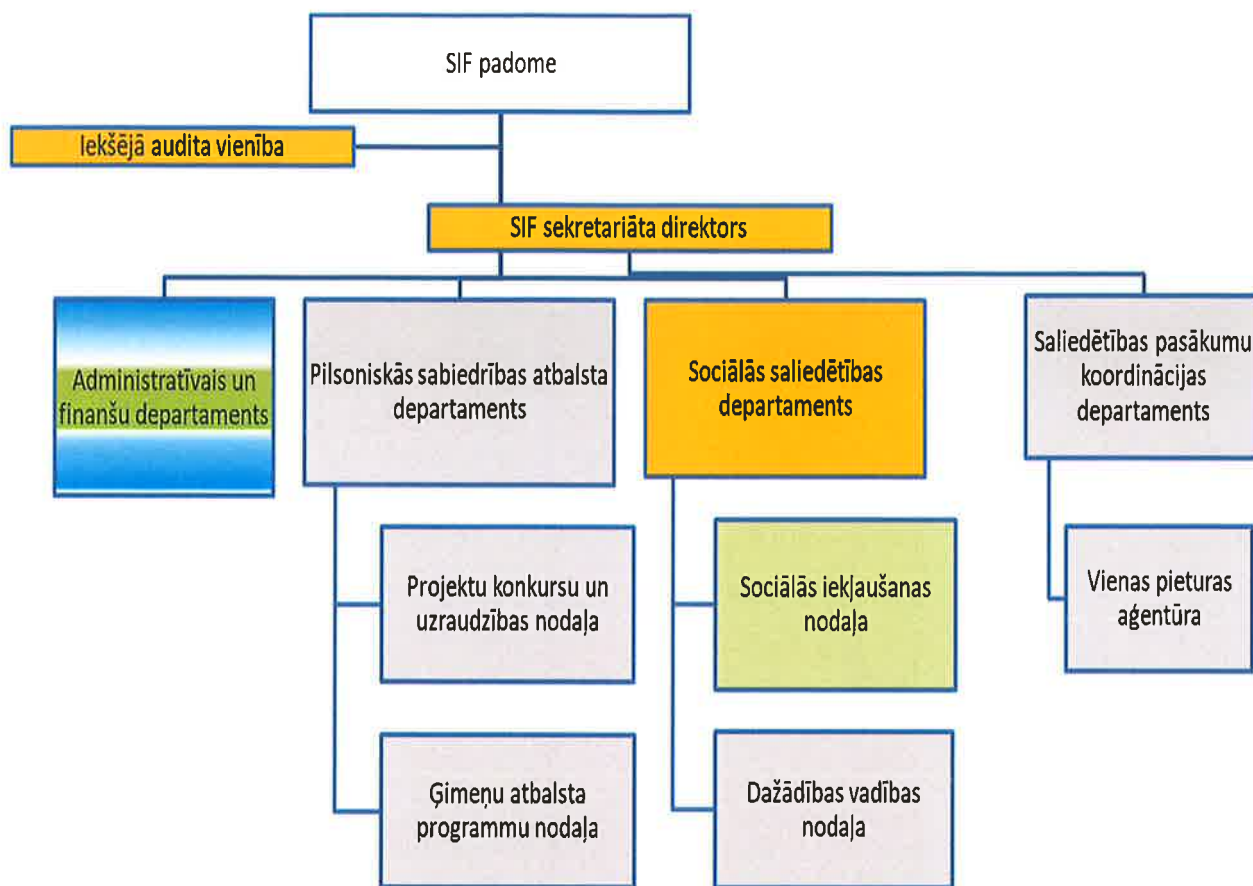 SIF padome
Iekšējā audita vienība
SIF sekretariāta direktors
Administratīvais un
finanšu departaments
Pilsoniskās sabiedrības atbalsta
departaments
Sociālās saliedētības
departaments
Saliedētības pasākumu
koordinācijas
departaments
Projektu konkursu un
uzraudzības nodaļa
Sociālās iekļaušanas
nodaļa
Vienas pieturas
aģentūra
Ģimeņu atbalsta
programmu nodaļa
Dažādības vadības
nodaļa